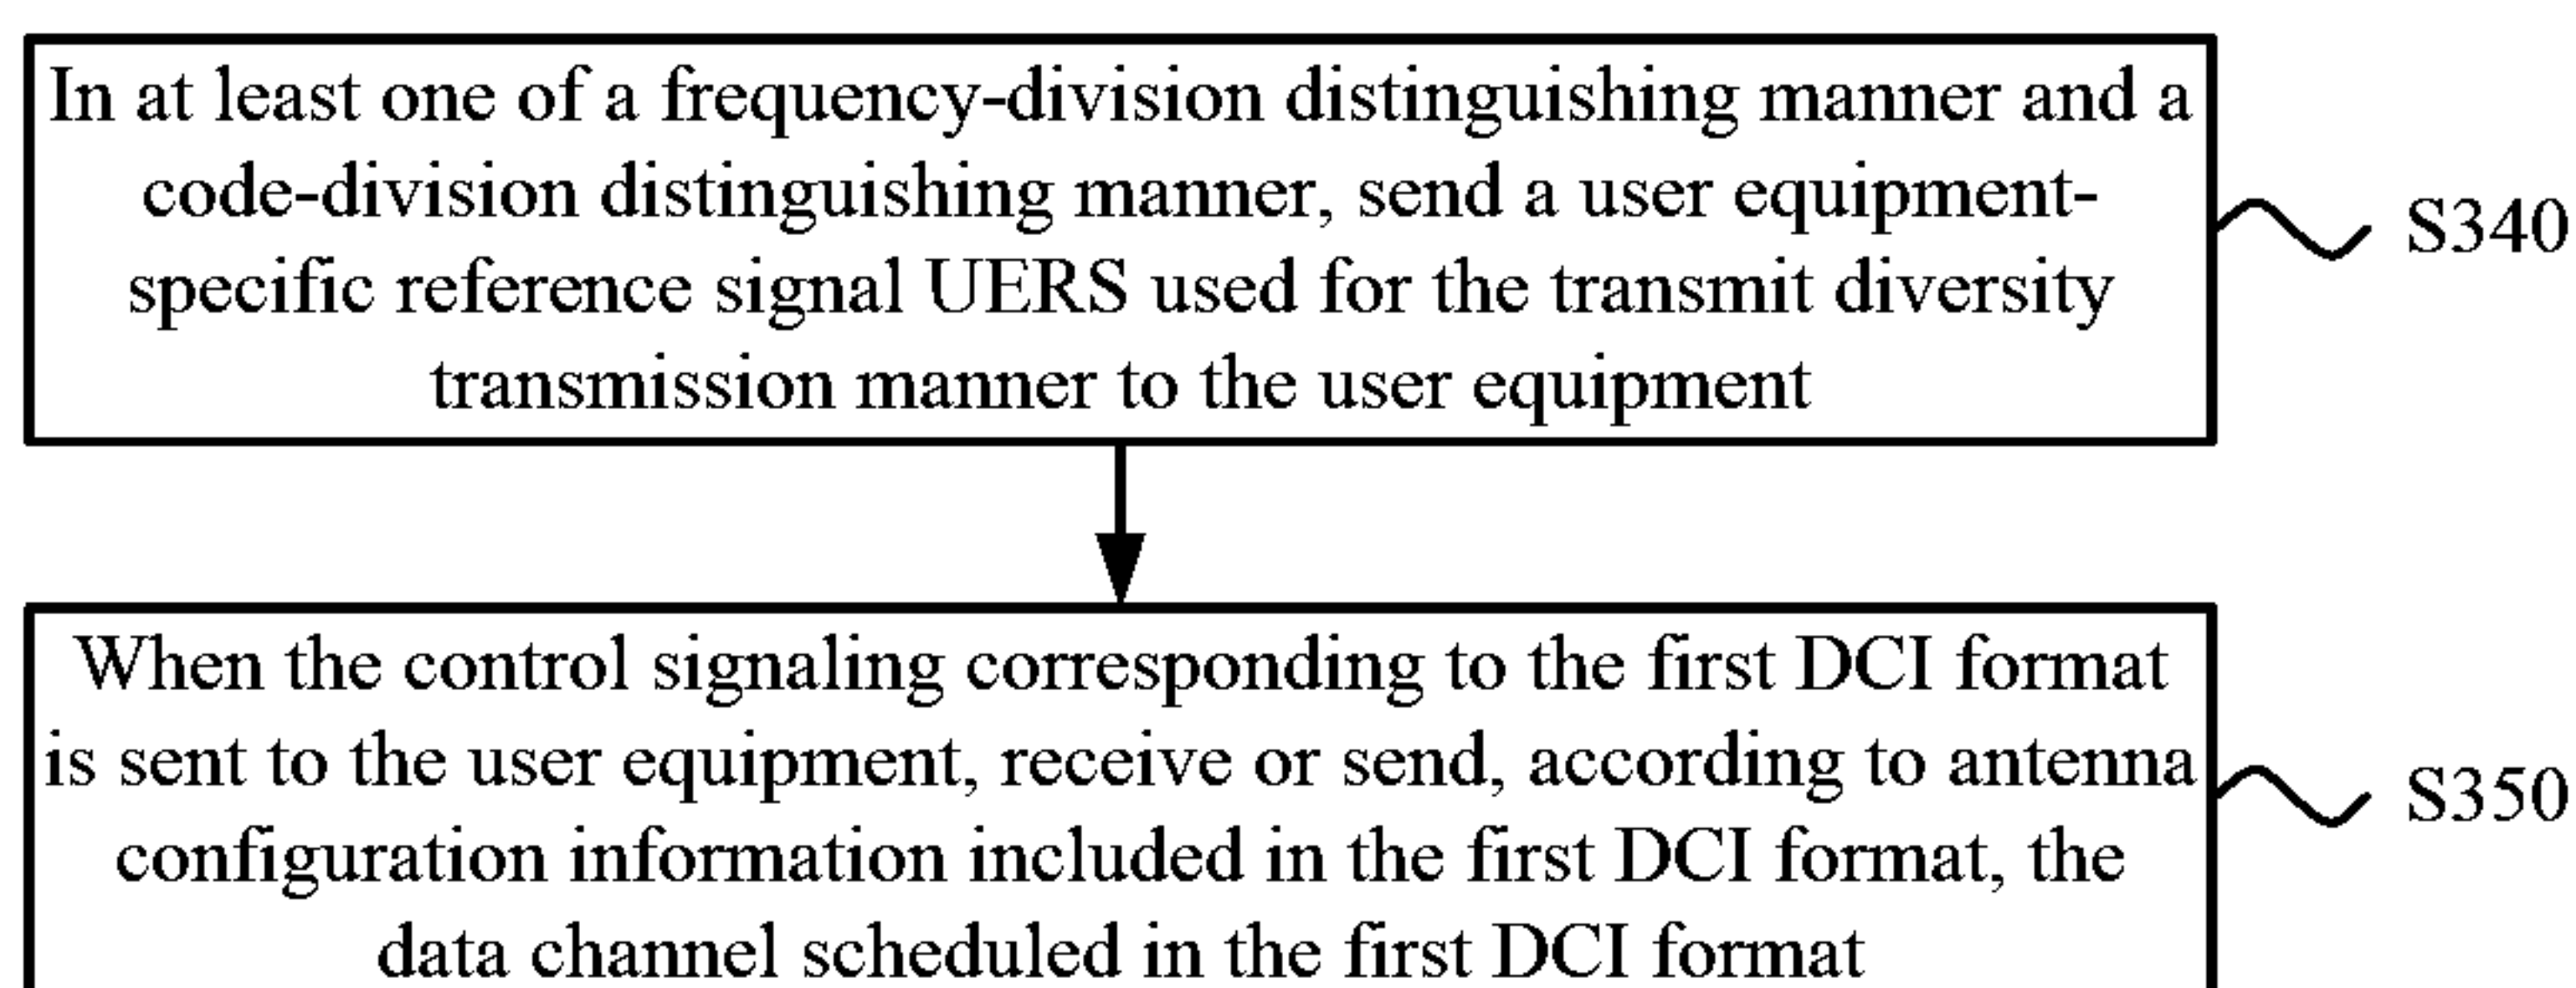 In at least one of a frequency-division distinguishing manner and a
code-division distinguishing manner, send a user equipment-
specific reference signal UERS used for the transmit diversity
transmission manner to the user equipment
S340
When the control signaling corresponding to the first DCI format
is sent to the user equipment, receive or send, according to antenna
configuration information included in the first DCI format, the
data channel scheduled in the first DCI format
S350